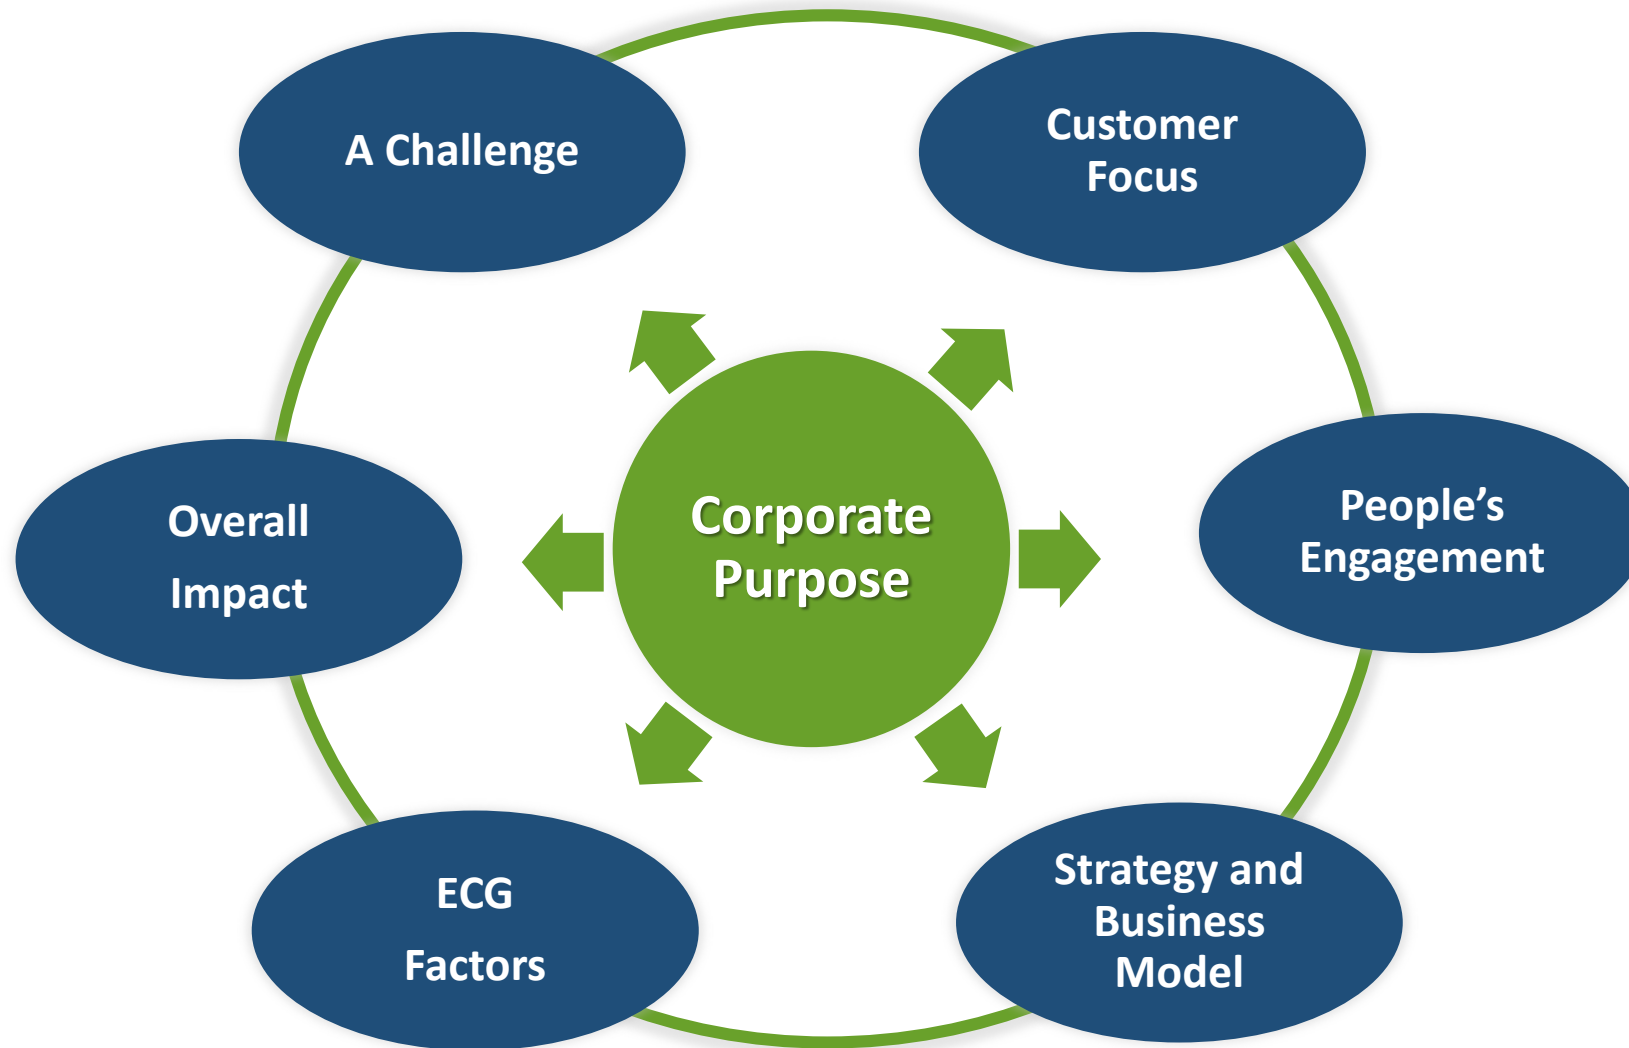 A Challenge
Customer
Focus
Overall
Impact
Corporate
Purpose
People’s
Engagement
ECG
Factors
Strategy and
Business
Model